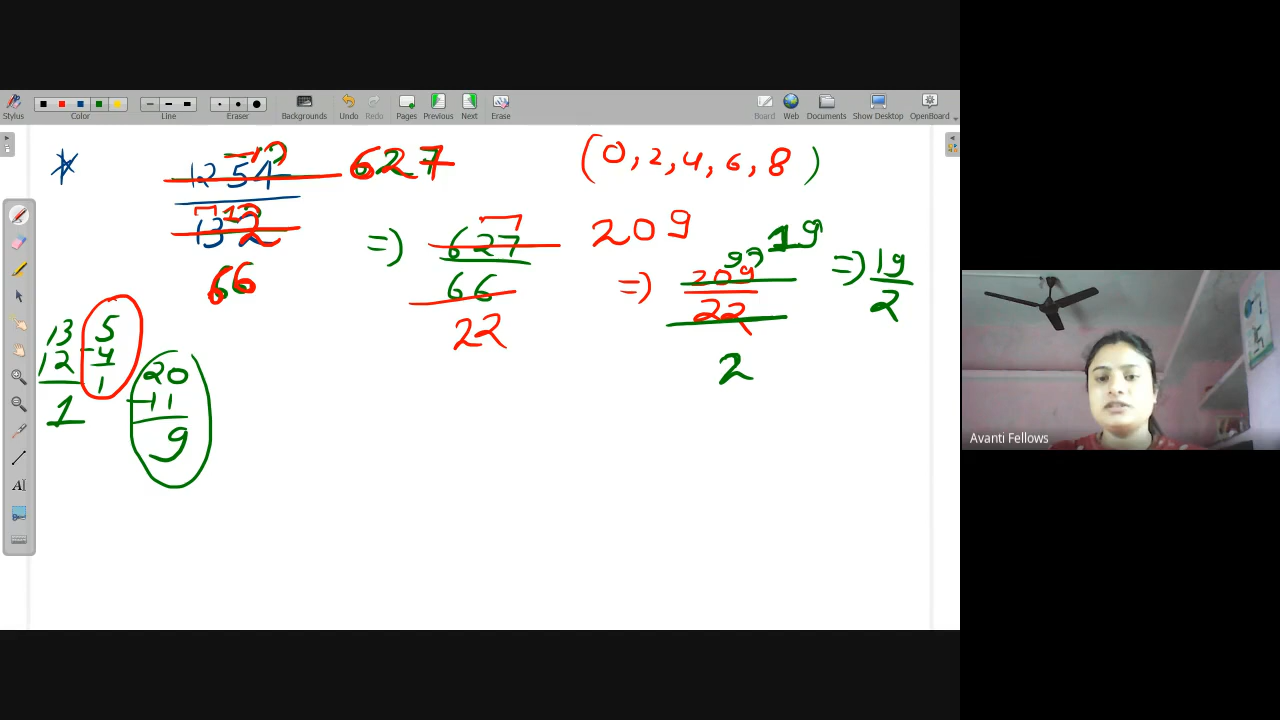 Stylus
Color
Line
Eraser
Backgrounds
Undo
Redo
Pages
Previous
Next
Erase
Board
Web
Documents
Show Desktop
OpenBoard
1254
132
66
627
(0, 2, 4, 6, 8)
=> 627
66
22
209
=> 209
22
2
19
=> 19
2
13 5
12 - 4
1 1
20
- 11
9
Avanti Fellows